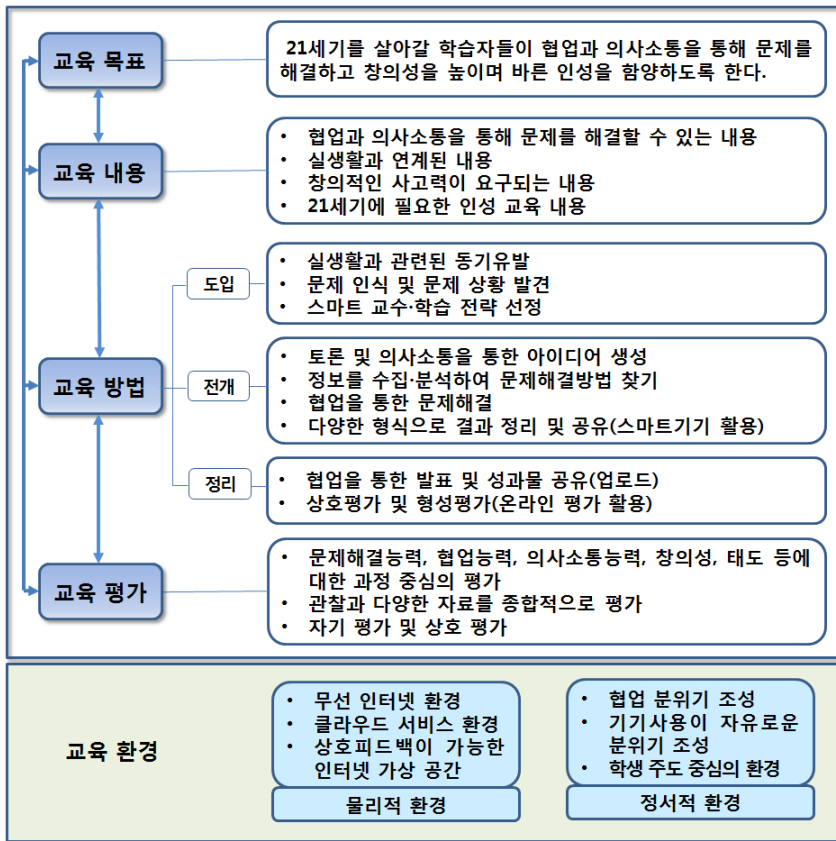 교육 목표
21세기를 살아갈 학습자들이 협업과 의사소통을 통해 문제를
해결하고 창의성을 높이며 바른 인성을 함양하도록 한다.
교육 내용
• 협업과 의사소통을 통해 문제를 해결할 수 있는 내용
• 실생활과 연계된 내용
• 창의적인 사고력이 요구되는 내용
• 21세기에 필요한 인성 교육 내용
교육 방법
도입
• 실생활과 관련된 동기유발
• 문제 인식 및 문제 상황 발견
• 스마트 교수·학습 전략 선정
전개
• 토론 및 의사소통을 통한 아이디어 생성
• 정보를 수집·분석하여 문제해결방법 찾기
• 협업을 통한 문제해결
• 다양한 형식으로 결과 정리 및 공유(스마트기기 활용)
정리
• 협업을 통한 발표 및 성과물 공유(업로드)
• 상호평가 및 형성평가(온라인 평가 활용)
교육 평가
• 문제해결능력, 협업능력, 의사소통능력, 창의성, 태도 등에
대한 과정 중심의 평가
• 관찰과 다양한 자료를 종합적으로 평가
• 자기 평가 및 상호 평가
교육 환경
• 무선 인터넷 환경
• 클라우드 서비스 환경
• 상호피드백이 가능한
인터넷 가상 공간
물리적 환경
• 협업 분위기 조성
• 기기사용이 자유로운
분위기 조성
• 학생 주도 중심의 환경
정서적 환경